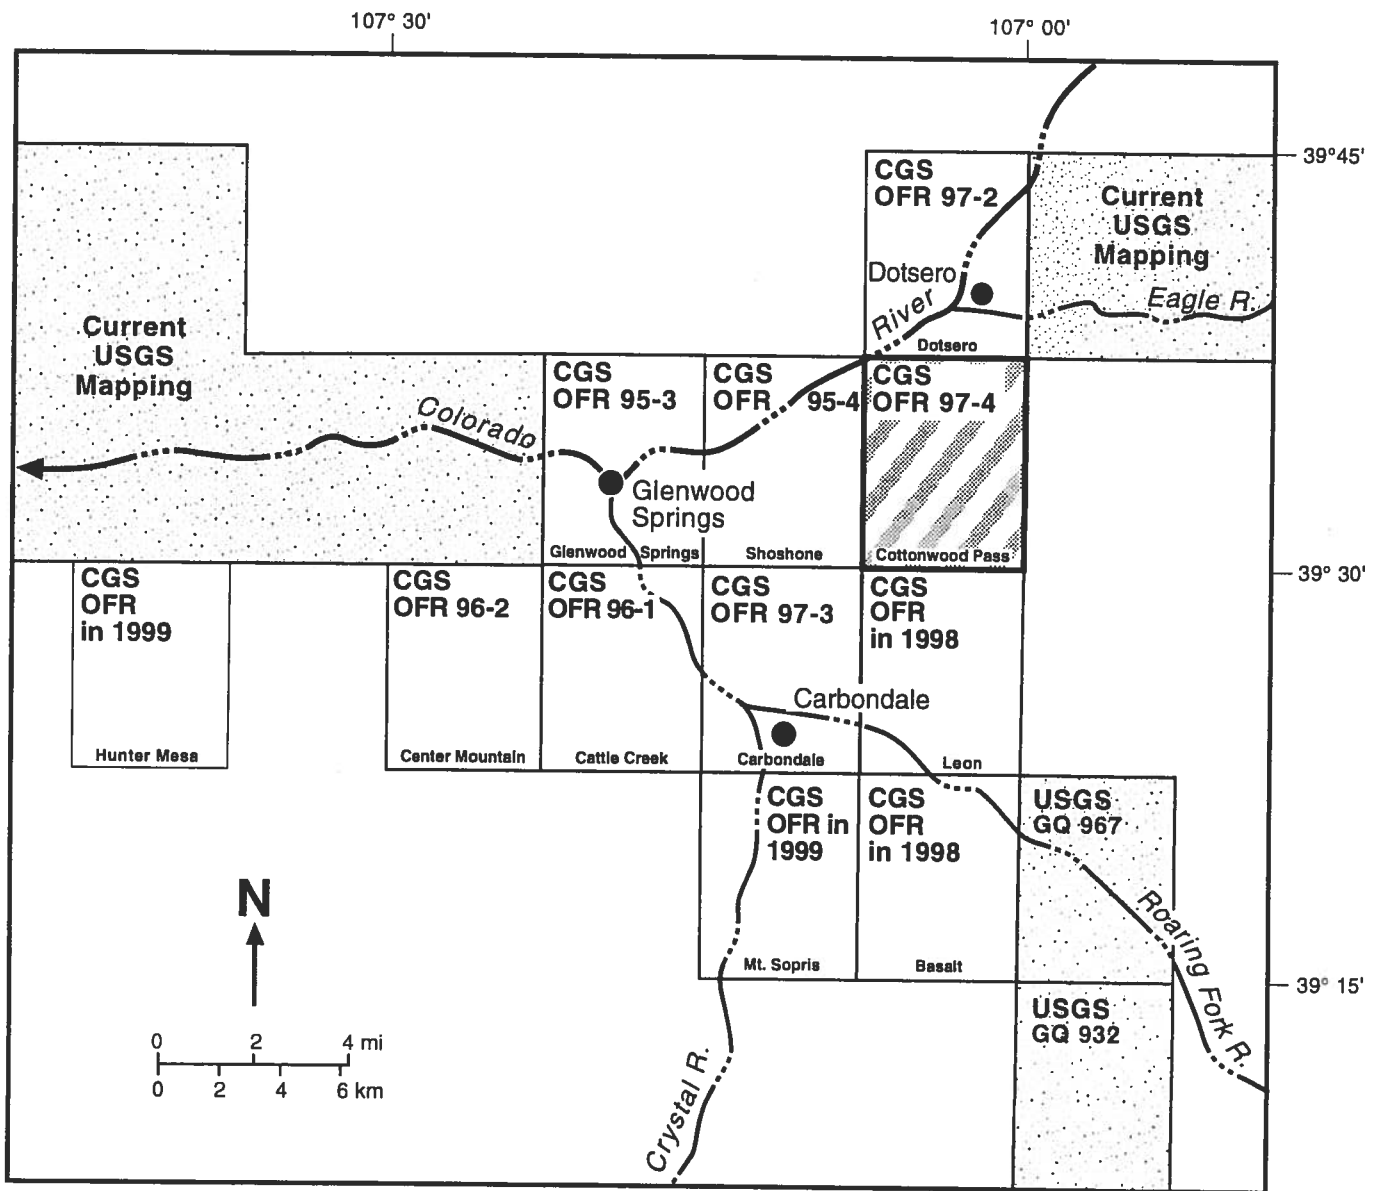 107° 30'
107° 00'
39°45'
CGS
OFR 97-2
Current
USGS
Mapping
Dotsero
River
Eagle R.
Dotsero
Current
USGS
Mapping
CGS
OFR 95-3
CGS
OFR 95-4
CGS
OFR 97-4
Colorado
Glenwood
Springs
Glenwood Springs
Shoshone
Cottonwood Pass
39° 30'
CGS
OFR
in 1999
CGS
OFR 96-2
CGS
OFR 96-1
CGS
OFR 97-3
CGS
OFR
in 1998
Carbondale
Hunter Mesa
Center Mountain
Cattle Creek
Carbondale
Leon
CGS
OFR in
1999
CGS
OFR
in 1998
USGS
GQ 967
Roaring Fork R.
N
Mt. Sopris
Basalt
39° 15'
USGS
GQ 932
Crystal R.
0 2 4 mi
0 2 4 6 km